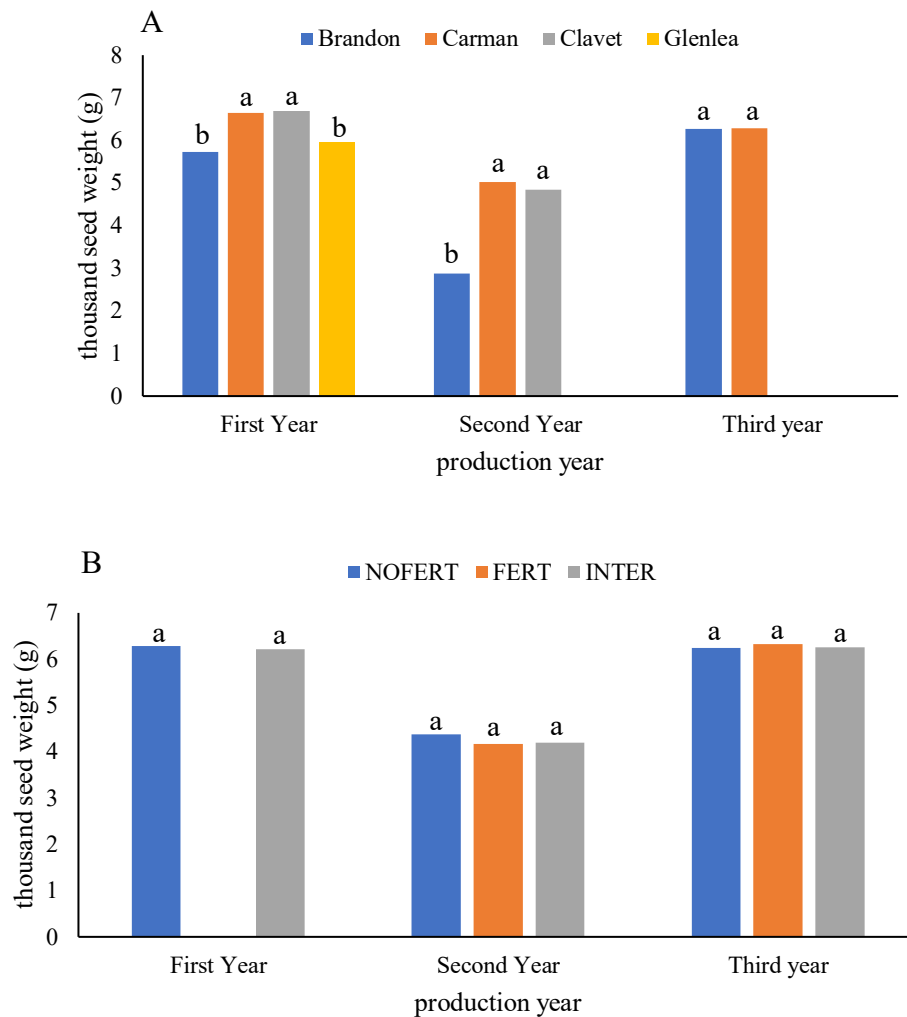 A
Brandon Carman Clavet Glenlea
thousand seed weight (g)
8
7
6
5
4
3
2
1
0
b a a b
b a a
a a
First Year Second Year Third year
production year
B
NOFERT FERT INTER
thousand seed weight (g)
7
6
5
4
3
2
1
0
a a
a a a
a a a
First Year Second Year Third year
production year